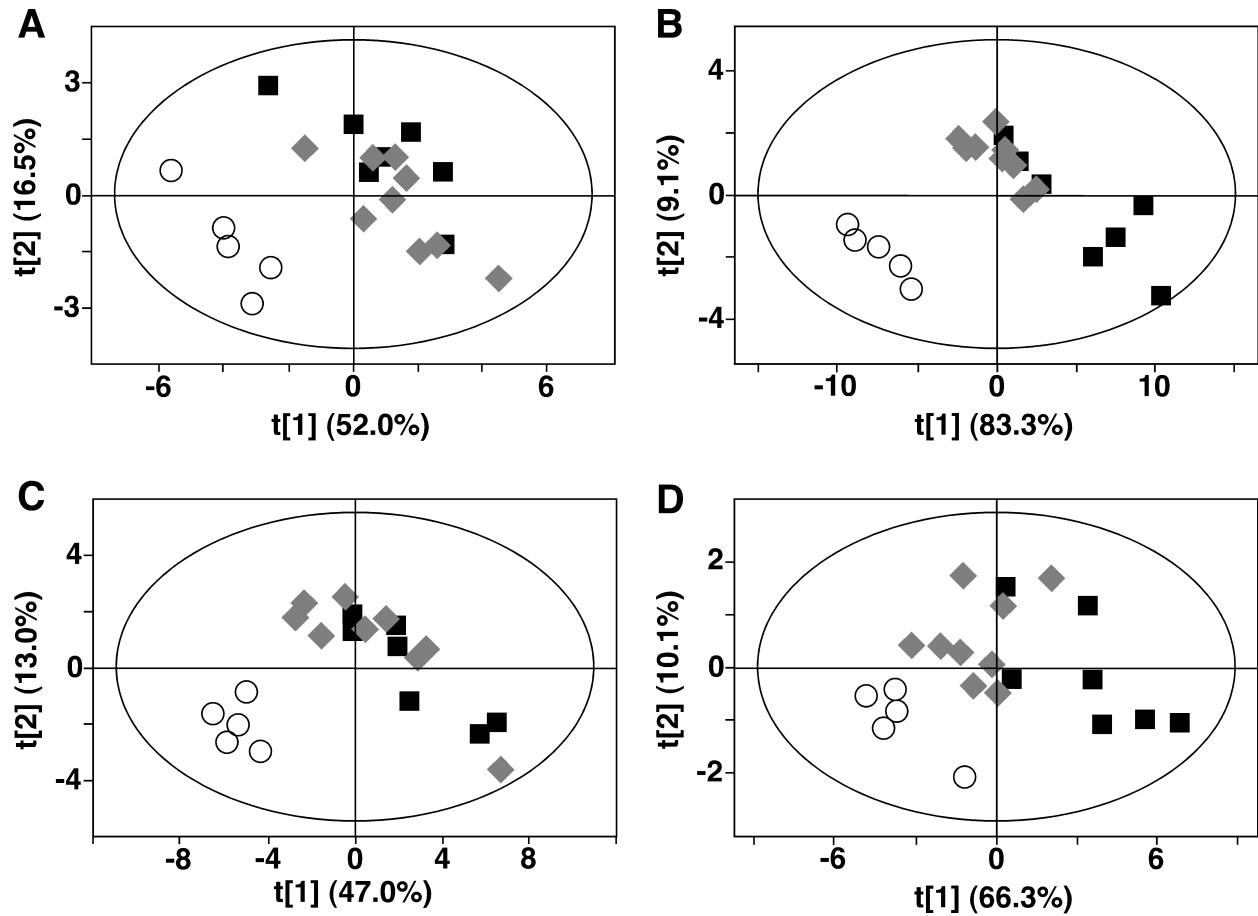 A
3
0
-3
t[2] (16.5%)
-6
0
6
t[1] (52.0%)
B
4
0
-4
t[2] (9.1%)
-10
0
10
t[1] (83.3%)
C
4
0
-4
t[2] (13.0%)
-8
-4
0
4
8
t[1] (47.0%)
D
2
0
-2
t[2] (10.1%)
-6
0
6
t[1] (66.3%)